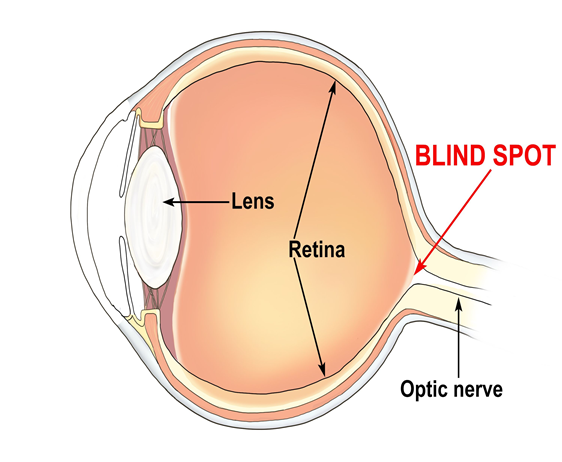 BLIND SPOT
Lens
Retina
Optic nerve